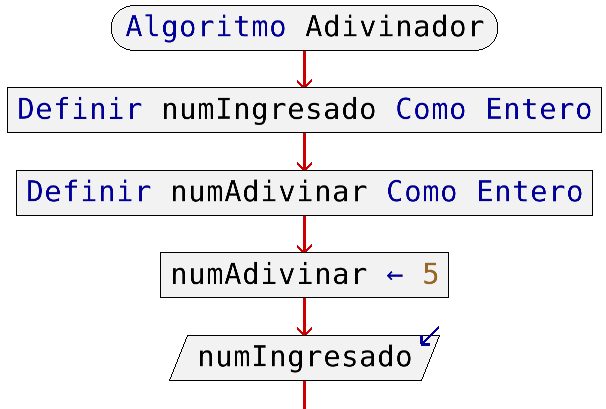 Algoritmo Adivinador
Definir numIngresado Como Entero
Definir numAdivinar Como Entero
numAdivinar ← 5
numIngresado